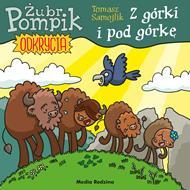 Żubr
Pompik
ODKRYCIA
Tomasz
Samojlik
Z górki
i pod górkę
Media Rodzina